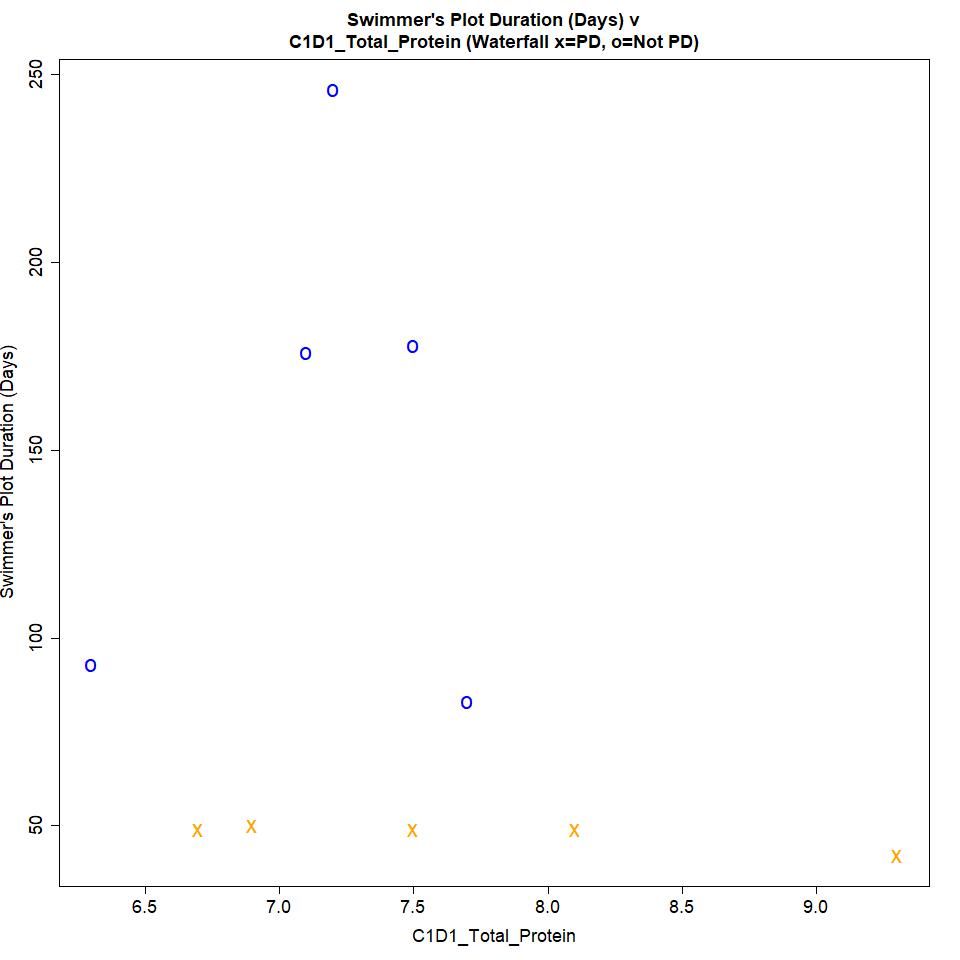 Swimmer's Plot Duration (Days) v
C1D1_Total_Protein (Waterfall x=PD, o=Not PD)
250
200
150
100
50
Swimmer's Plot Duration (Days)
O
O
O
O
O
X
X
X
X
X
6.5 7.0 7.5 8.0 8.5 9.0
C1D1_Total_Protein